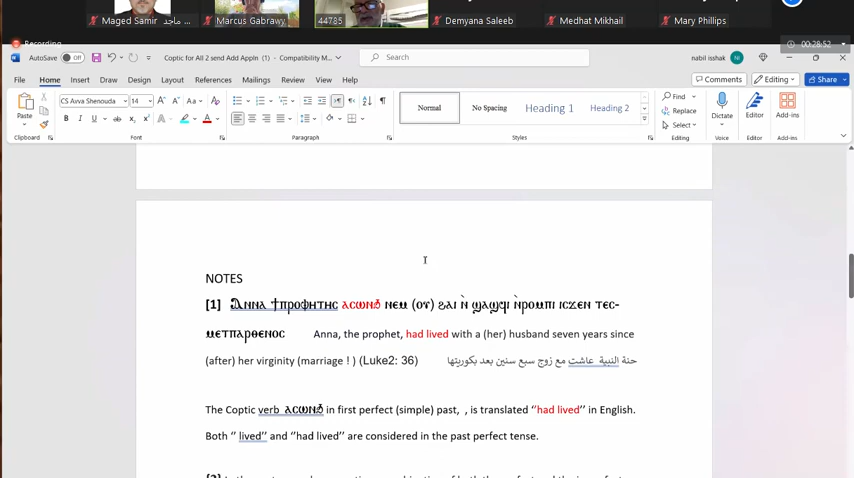 Maged Samir ماجد
Marcus Gabrawy
44785
Demyana Saleeb
Medhat Mikhail
Mary Phillips
Recording
00:28:52
AutoSave Off Coptic for All 2 send Add AppIn ( 1 ) - Compatibility M... Search nabil isshak NI
File Home Insert Draw Design Layout References Mailings Review View Help Comments Editing Share
Paste CS Avva Shenouda 14 Aa Normal No Spacing Heading 1 Heading 2 Find Replace Select Dictate Editor Add-ins
Clipboard Font Paragraph Styles Editing Voice Editor Add-ins
NOTES
[1] Ⲁⲛⲛⲁ ϯⲡⲣⲟⲫⲏⲧⲏⲥ ⲁⲥⲱⲛϧ ⲛⲉⲙ (ⲟⲩ) ϩⲁⲓ ⲛ̀ ϣⲁϣϥⲓ ⲛ̀ⲣⲟⲙⲡⲓ ⲓⲥϫⲉⲛ ⲧⲉⲥ-
ⲙⲉⲧⲡⲁⲣⲑⲉⲛⲟⲥ Anna, the prophet, had lived with a (her) husband seven years since
(after) her virginity (marriage ! ) (Luke2: 36) حنة النبية عاشت مع زوج سبع سنين بعد بكوريتها
The Coptic verb ⲁⲥⲱⲛϧ in first perfect (simple) past, , is translated ‘’had lived’’ in English.
Both ‘’ lived’’ and ‘’had lived’’ are considered in the past perfect tense.